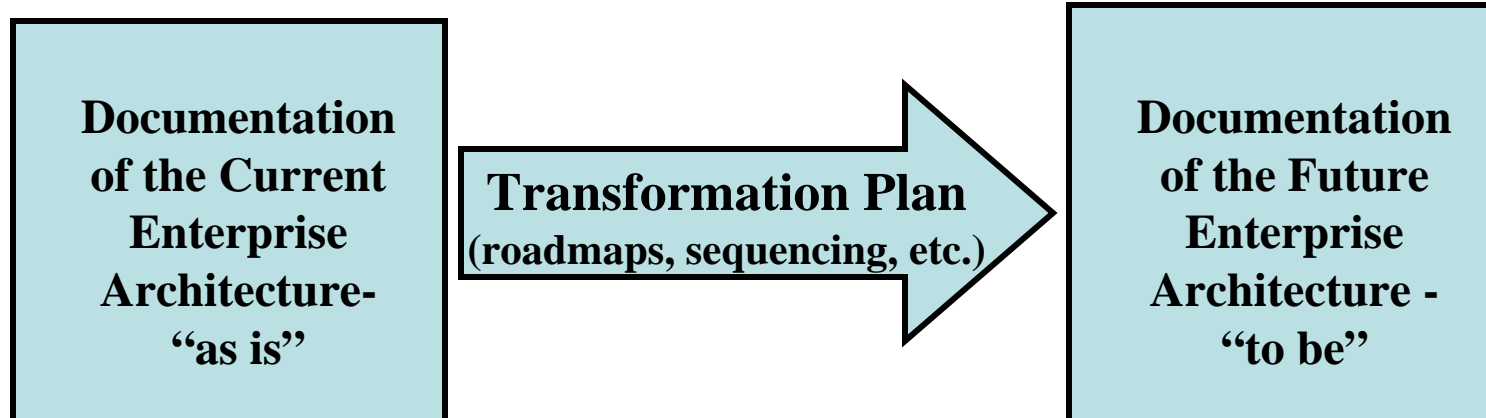 Documentation
of the Current
Enterprise
Architecture-
“as is”
Transformation Plan
(roadmaps, sequencing, etc.)
Documentation
of the Future
Enterprise
Architecture -
“to be”